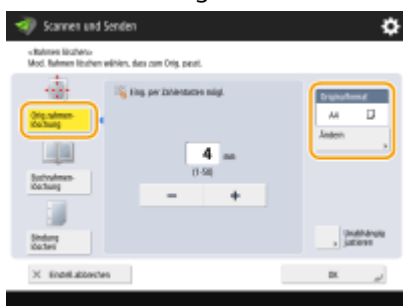 Scannen und Senden
<Rahmen löschen>
Mod. Rahmen löschen wählen, dass zum Orig. passt.
Orig.rahmen-
löschung
Eing. per Zahlentasten mögl.
Originalformat
A4
Ändern
4 mm
(1-50)
Buchrahmen-
löschung
− +
Bindung
löschen
Unabhängig
justieren
× Einstell. abbrechen
OK